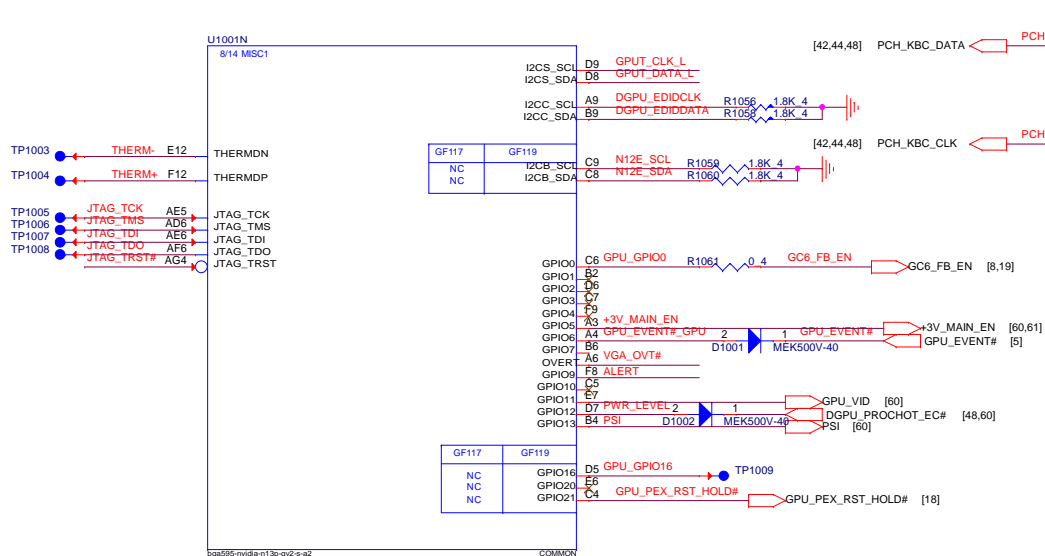 U1001N
8/14 MISC1
[42,44,48] PCH_KBC_DATA PCH
I2CS_SCL D9 GPUT_CLK_L
I2CS_SDA D8 GPUT_DATA_L
I2CC_SCL A9 DGPU_EDIDCLK R1056 1.8K_4
I2CC_SDA B9 DGPU_EDIDDATA R1058 1.8K_4
[42,44,48] PCH_KBC_CLK PCH
TP1003 THERM- E12 THERMDN
TP1004 THERM+ F12 THERMDP
GF117 GF119
NC I2CB_SCL C9 N12E_SCL R1059 1.8K_4
NC I2CB_SDA C8 N12E_SDA R1060 1.8K_4
TP1005 JTAG_TCK AE5 JTAG_TCK
TP1006 JTAG_TMS AD6 JTAG_TMS
TP1007 JTAG_TDI AE6 JTAG_TDI
TP1008 JTAG_TDO AF6 JTAG_TDO
JTAG_TRST# AG4 JTAG_TRST
GPIO0 C6 GPU_GPIO0 R1061 0_4 GC6_FB_EN GC6_FB_EN [8,19]
GPIO1 B2
GPIO2 D6
GPIO3 C7
GPIO4 F9
GPIO5 A3 +3V_MAIN_EN +3V_MAIN_EN [60,61]
GPIO6 A4 GPU_EVENT#_GPU 2 D1001 1 MEK500V-40 GPU_EVENT# GPU_EVENT# [5]
GPIO7 B6
OVERT A6 VGA_OVT#
GPIO9 F8 ALERT
GPIO10 C5
GPIO11 E7 GPU_VID [60]
GPIO12 D7 PWR_LEVEL 2 D1002 1 MEK500V-40 DGPU_PROCHOT_EC# [48,60]
GPIO13 B4 PSI PSI [60]
GF117 GF119
NC GPIO16 D5 GPU_GPIO16 TP1009
NC GPIO20 E6
NC GPIO21 C4 GPU_PEX_RST_HOLD# GPU_PEX_RST_HOLD# [18]
bga595-nvidia-n13p-gv2-s-a2 COMMON